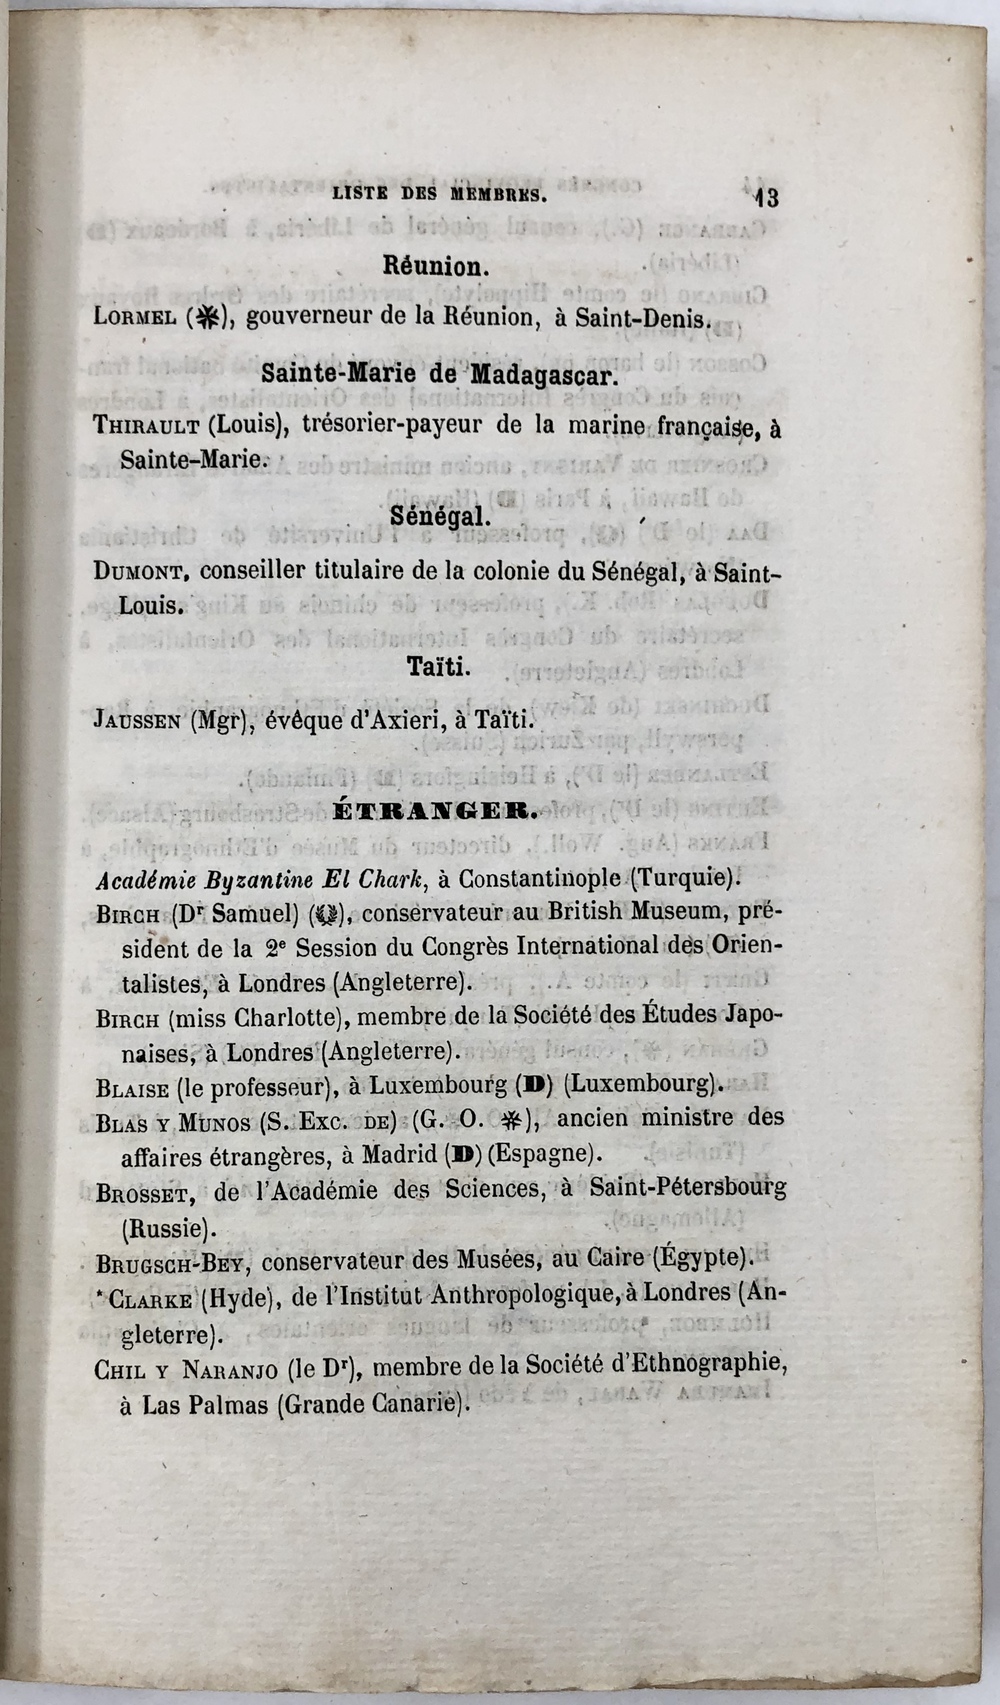 LISTE DES MEMBRES. 13
Réunion.
LORMEL (❋), gouverneur de la Réunion, à Saint-Denis.
Sainte-Marie de Madagascar.
THIRAULT (Louis), trésorier-payeur de la marine française, à
Sainte-Marie.
Sénégal.
DUMONT, conseiller titulaire de la colonie du Sénégal, à Saint-
Louis.
Taïti.
JAUSSEN (Mgr), évêque d'Axieri, à Taïti.
ÉTRANGER.
Académie Byzantine El Chark, à Constantinople (Turquie).
BIRCH (Dʳ Samuel) (), conservateur au British Museum, pré-
sident de la 2ᵉ Session du Congrès International des Orien-
talistes, à Londres (Angleterre).
BIRCH (miss Charlotte), membre de la Société des Études Japo-
naises, à Londres (Angleterre).
BLAISE (le professeur), à Luxembourg (D) (Luxembourg).
BLAS Y MUNOS (S. EXC. DE) (G. O. ❋), ancien ministre des
affaires étrangères, à Madrid (D) (Espagne).
BROSSET, de l'Académie des Sciences, à Saint-Pétersbourg
(Russie).
BRUGSCH-BEY, conservateur des Musées, au Caire (Égypte).
* CLARKE (Hyde), de l'Institut Anthropologique, à Londres (An-
gleterre).
CHIL Y NARANJO (le Dʳ), membre de la Société d'Ethnographie,
à Las Palmas (Grande Canarie).